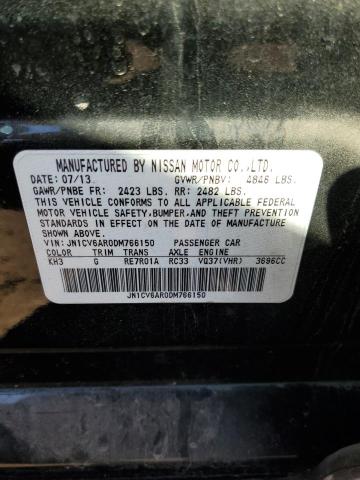 MANUFACTURED BY NISSAN MOTOR CO.,LTD.
DATE: 07/13 GVWR/PNBV: 4846 LBS.
GAWR/PNBE FR: 2423 LBS. RR: 2482 LBS.
THIS VEHICLE CONFORMS TO ALL APPLICABLE FEDERAL
MOTOR VEHICLE SAFETY, BUMPER, AND THEFT PREVENTION
STANDARDS IN EFFECT ON THE DATE OF MANUFACTURE
SHOWN ABOVE.
VIN: JN1CV6AR0DM766150 PASSENGER CAR
COLOR TRIM TRANS AXLE ENGINE
KH3 G RE7R01A RC33 VQ37(VHR) 3696CC
JN1CV6AR0DM766150